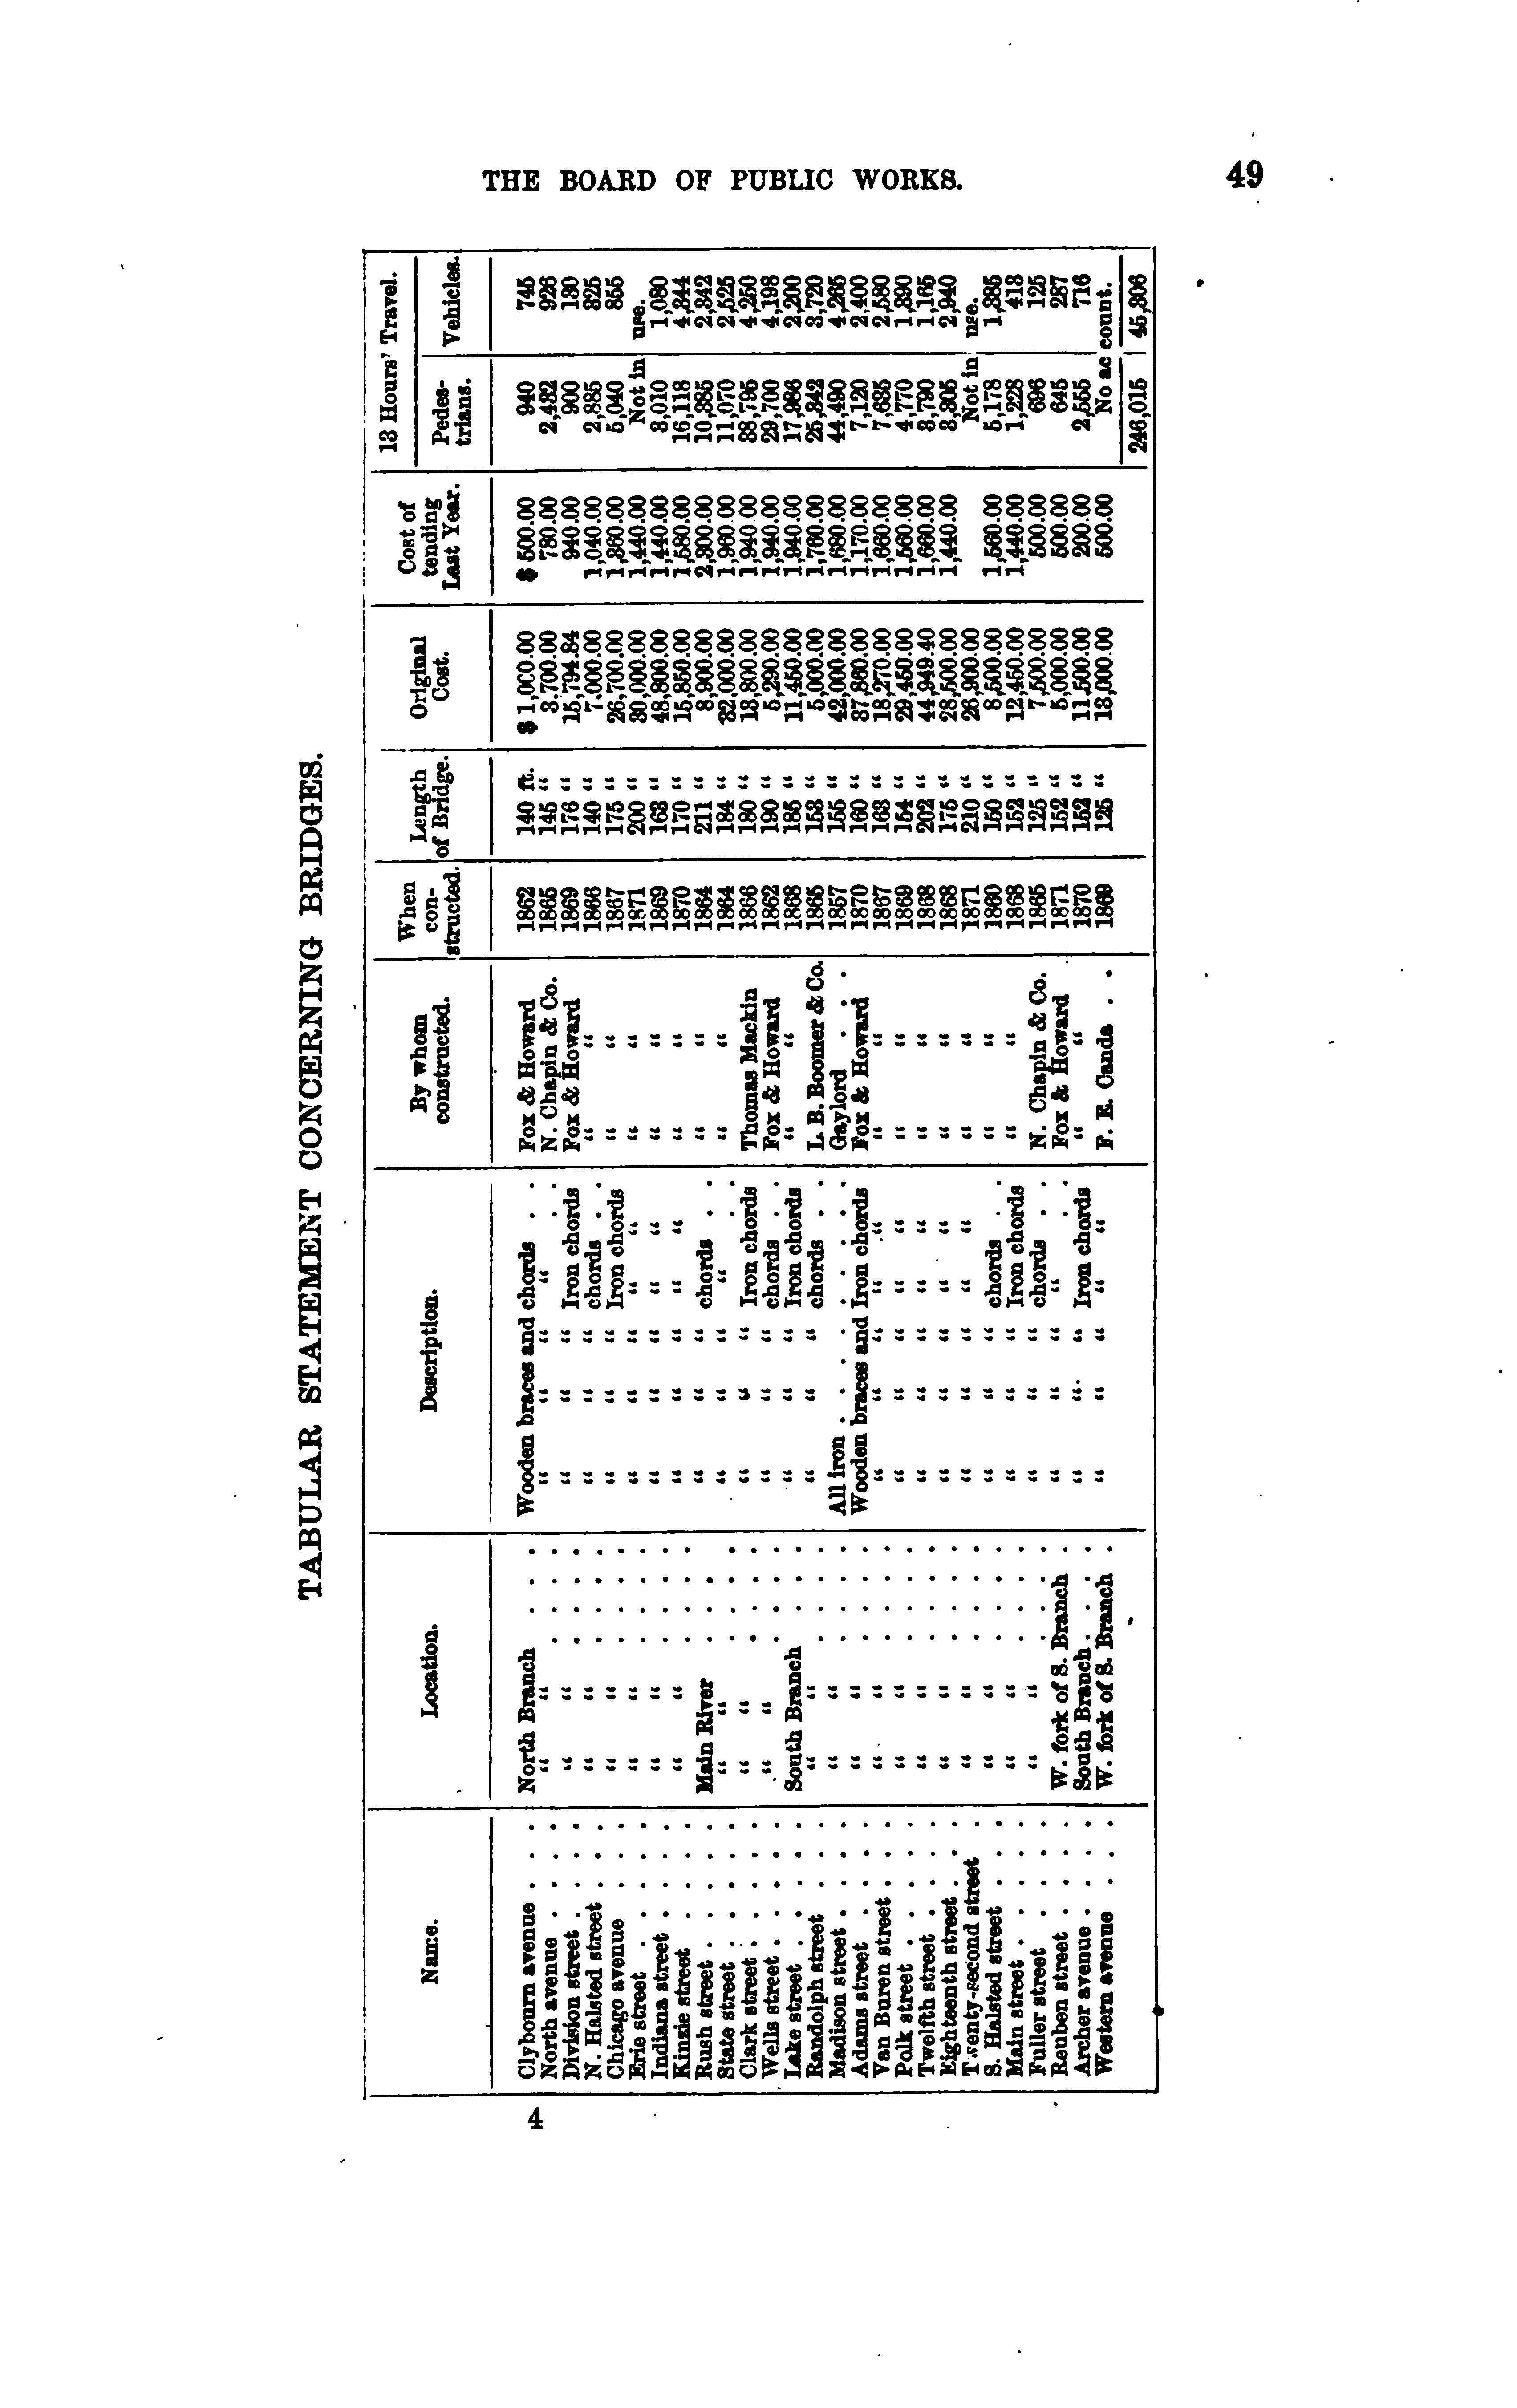 THE BOARD OF PUBLIC WORKS. 49
TABULAR STATEMENT CONCERNING BRIDGES.
Name. Location. Description. By whom constructed. When con-structed. Length of Bridge. Original Cost. Cost of tending Last Year. 13 Hours' Travel. Pedes-trians. Vehicles.
Clybourn avenue . . . North Branch . . . Wooden braces and chords . . Fox & Howard 1862 140 ft. $ 1,000.00 $ 500.00 940 745
North avenue . . . . " " . . . . " " " " . . N. Chapin & Co. 1865 145 " 3.700.00 780.00 2,432 926
Division street . . . . " " . . . . " " " Iron chords Fox & Howard 1869 176 " 15,794.84 940.00 900 130
N. Halsted street . . . " " . . . . " " " chords . . " " 1866 140 " 7.000.00 1,040.00 2,885 825
Chicago avenue . . . " " . . . . " " " Iron chords " " 1867 175 " 26,700.00 1,360.00 5,040 855
Erie street . . . . " " . . . . " " " " " " " 1871 200 " 30,000.00 1,440.00 Not in use.
Indiana street . . . . " " . . . . " " " " " " " 1869 163 " 48,800.00 1,440.00 3,010 1,080
Kinzie street . . . . " " . . . . " " " " " " " 1870 170 " 15,850.00 1,580.00 16,118 4,344
Rush street . . . . . Main River . . . " " " chords . . " " 1864 211 " 8,900.00 2,300.00 10,385 2,342
State street . . . . " " . . . . " " " " . . " " 1864 184 " 32,000.00 1,960.00 11,070 2,525
Clark street . . . . " " . . . . " " " Iron chords Thomas Mackin 1866 180 " 13,800.00 1,940.00 38,795 4,250
Wells street . . . . " " . . . . " " " chords . . Fox & Howard 1862 190 " 5,290.00 1,940.00 29,700 4,198
Lake street . . . . . South Branch . . . " " " Iron chords " " 1868 185 " 11,450.00 1,940.00 17,986 2,200
Randolph street . . . " " . . . . " " " chords . . L. B. Boomer & Co. 1865 153 " 5,000.00 1,760.00 25,342 3,720
Madison street . . . . " " . . . . All iron . . . . . . Gaylord . . . 1857 155 " 42,000.00 1,680.00 44,490 4,265
Adams street . . . . " " . . . . Wooden braces and Iron chords Fox & Howard 1870 160 " 37,860.00 1,170.00 7,120 2,400
Van Buren street . . . " " . . . . " " " " " " " 1867 163 " 18,270.00 1,660.00 7,635 2,580
Polk street . . . . . " " . . . . " " " " " " " 1869 154 " 29,450.00 1,560.00 4,770 1,390
Twelfth street . . . . " " . . . . " " " " " " " 1868 202 " 44,949.40 1,660.00 3,790 1,165
Eighteenth street . . . " " . . . . " " " " " " " 1868 175 " 28,500.00 1,440.00 3,305 2,940
Twenty-second street . " " . . . . " " " " " " " 1871 210 " 26,900.00 Not in use.
S. Halsted street . . . " " . . . . " " " chords . " " 1860 150 " 8,500.00 1,560.00 5,178 1,385
Main street . . . . . " " . . . . " " " Iron chords " " 1868 152 " 12,450.00 1,440.00 1,228 413
Fuller street . . . . " " . . . . " " " chords . . N. Chapin & Co. 1865 125 " 7,500.00 500.00 696 125
Reuben street . . . . W. fork of S. Branch " " " " . . Fox & Howard 1871 152 " 5,000.00 500.00 645 287
Archer avenue . . . . South Branch . . . " " " Iron chords " " 1870 152 " 11,500.00 200.00 2,555 716
Western avenue . . . W. fork of S. Branch . " " " " " F. E. Canda . . 1869 125 " 13,000.00 500.00 No account.
246,015 45,806
4